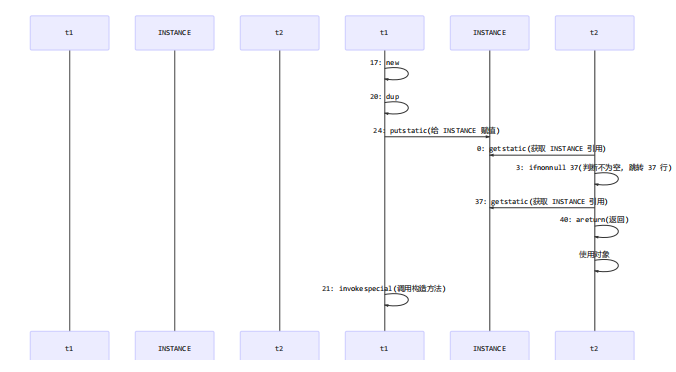 t1 INSTANCE t2 t1 INSTANCE t2
17: new
20: dup
24: putstatic(给 INSTANCE 赋值)
0: getstatic(获取 INSTANCE 引用)
3: ifnonnull 37(判断不为空, 跳转 37 行)
37: getstatic(获取 INSTANCE 引用)
40: areturn(返回)
使用对象
21: invokespecial(调用构造方法)
t1 INSTANCE t2 t1 INSTANCE t2